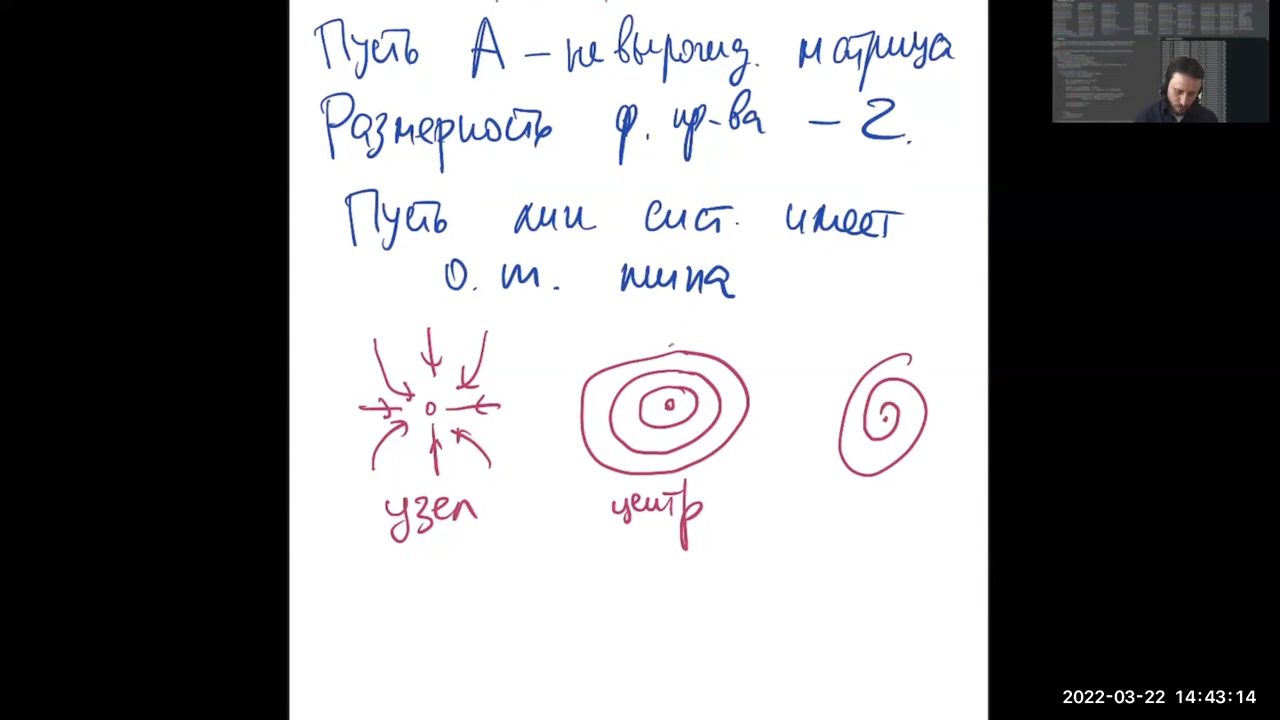 Пусть A – невырожд. матрица
Размерность ф. пр-ва – 2.
Пусть лин сист. имеет
о. т. типа
узел
центр
2022-03-22 14:43:14